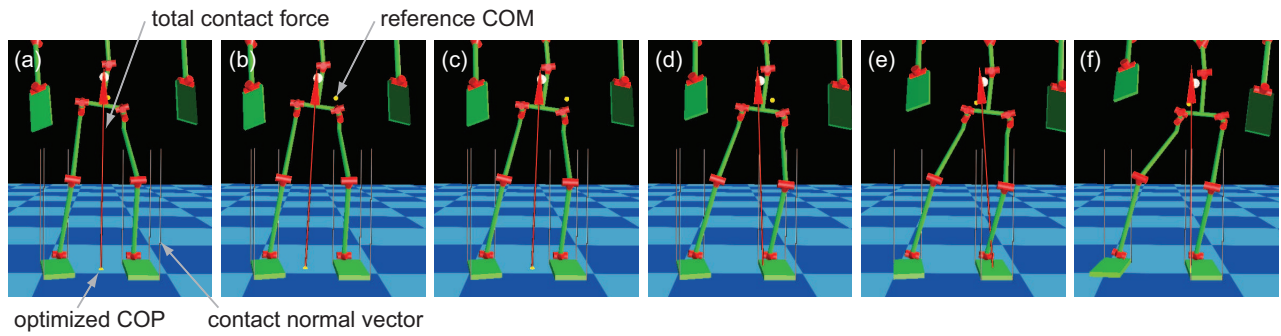 total contact force
reference COM
(a)
(b)
(c)
(d)
(e)
(f)
optimized COP
contact normal vector